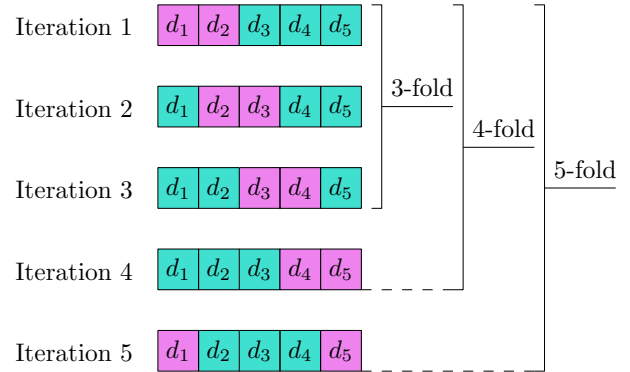 Iteration 1 d1 d2 d3 d4 d5
3-fold
Iteration 2 d1 d2 d3 d4 d5
4-fold
Iteration 3 d1 d2 d3 d4 d5
5-fold
Iteration 4 d1 d2 d3 d4 d5
Iteration 5 d1 d2 d3 d4 d5